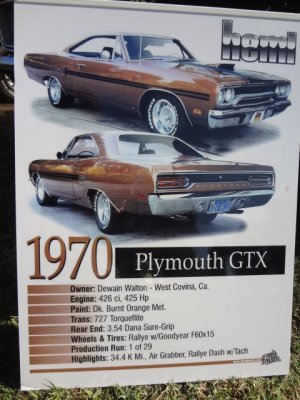 hemi
1970
Plymouth GTX
Owner: Dewain Walton - West Covina, Ca.
Engine: 426 ci, 425 Hp
Paint: Dk. Burnt Orange Met.
Trans: 727 Torqueflite
Rear End: 3.54 Dana Sure-Grip
Wheels & Tires: Rallye w/Goodyear F60x15
Production Run: 1 of 29
Highlights: 34.4 K Mi., Air Grabber, Rallye Dash w/Tach